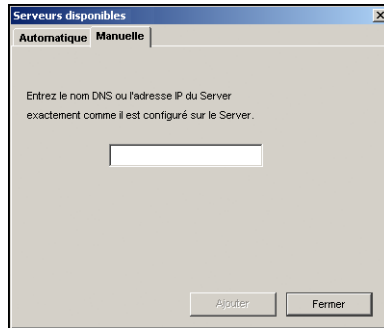 Serveurs disponibles
Automatique Manuelle
Entrez le nom DNS ou l'adresse IP du Server
exactement comme il est configuré sur le Server.
Ajouter Fermer